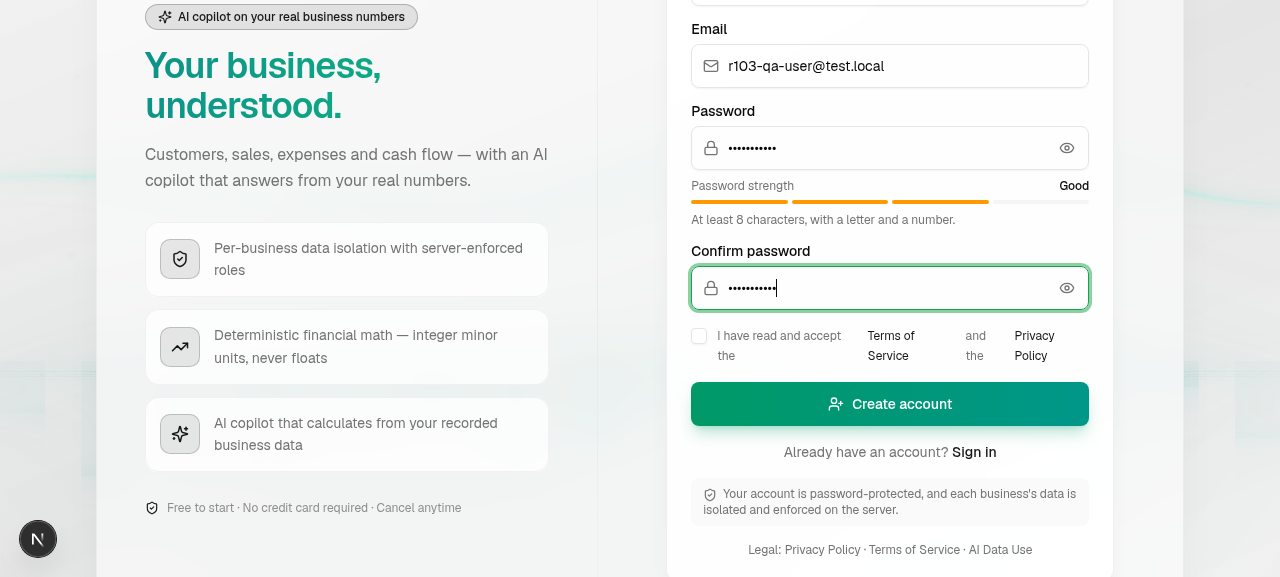 AI copilot on your real business numbers
Your business,
understood.
Customers, sales, expenses and cash flow — with an AI
copilot that answers from your real numbers.
Per-business data isolation with server-enforced
roles
Deterministic financial math — integer minor
units, never floats
AI copilot that calculates from your recorded
business data
Free to start · No credit card required · Cancel anytime
N
Email
r103-qa-user@test.local
Password
•••••••••••
Password strength
Good
At least 8 characters, with a letter and a number.
Confirm password
•••••••••••
I have read and accept the
Terms of Service
and the
Privacy Policy
Create account
Already have an account? Sign in
Your account is password-protected, and each business's data is
isolated and enforced on the server.
Legal: Privacy Policy · Terms of Service · AI Data Use